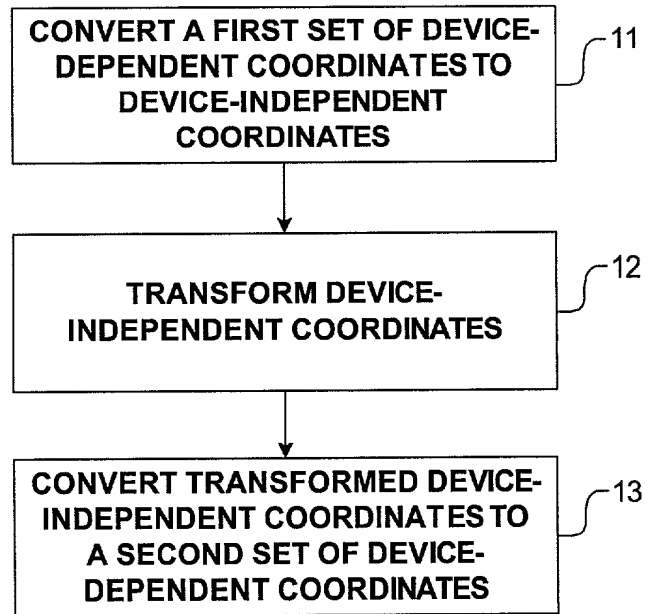 CONVERT A FIRST SET OF DEVICE-
DEPENDENT COORDINATES TO
DEVICE-INDEPENDENT
COORDINATES
11
TRANSFORM DEVICE-
INDEPENDENT COORDINATES
12
CONVERT TRANSFORMED DEVICE-
INDEPENDENT COORDINATES TO
A SECOND SET OF DEVICE-
DEPENDENT COORDINATES
13